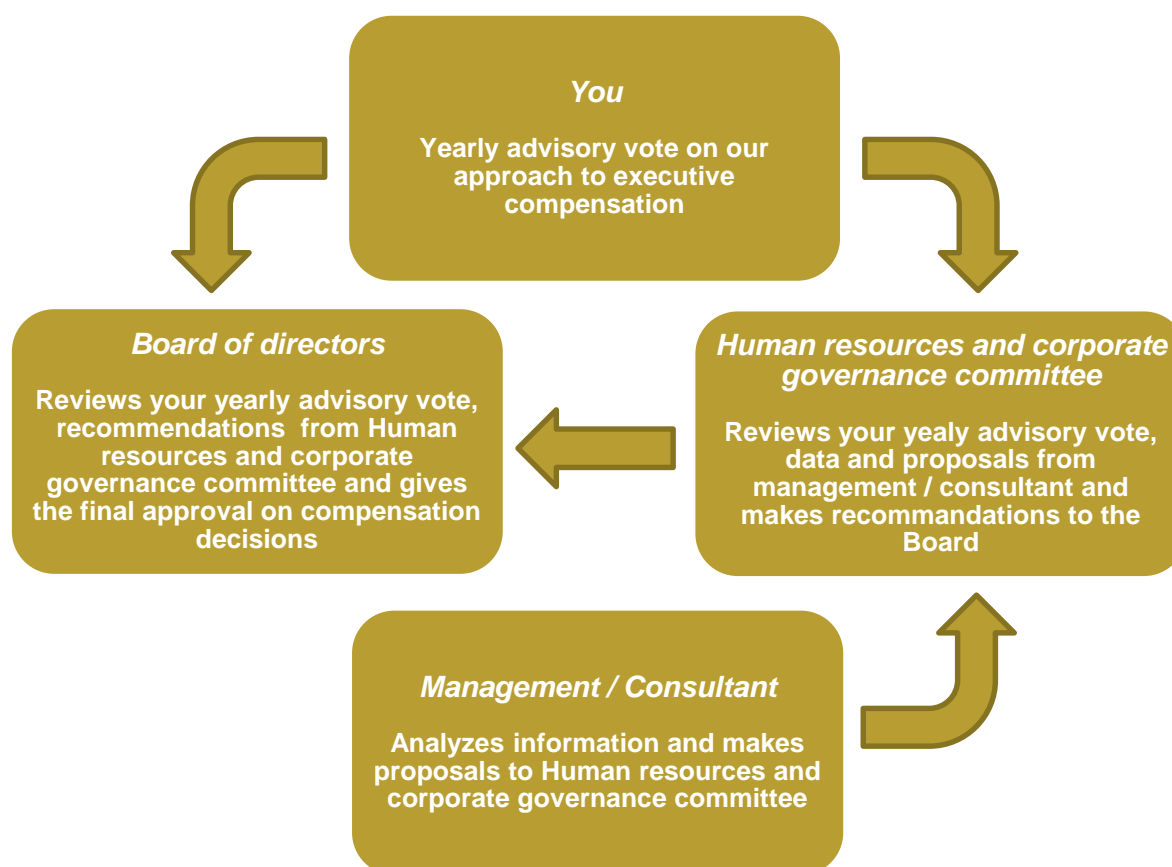 You
Yearly advisory vote on our
approach to executive
compensation
Board of directors
Reviews your yearly advisory vote,
recommendations  from Human
resources and corporate
governance committee and gives
the final approval on compensation
decisions
Human resources and corporate
governance committee
Reviews your yealy advisory vote,
data and proposals from
management / consultant and
makes recommandations to the
Board
Management / Consultant
Analyzes information and makes
proposals to Human resources and
corporate governance committee